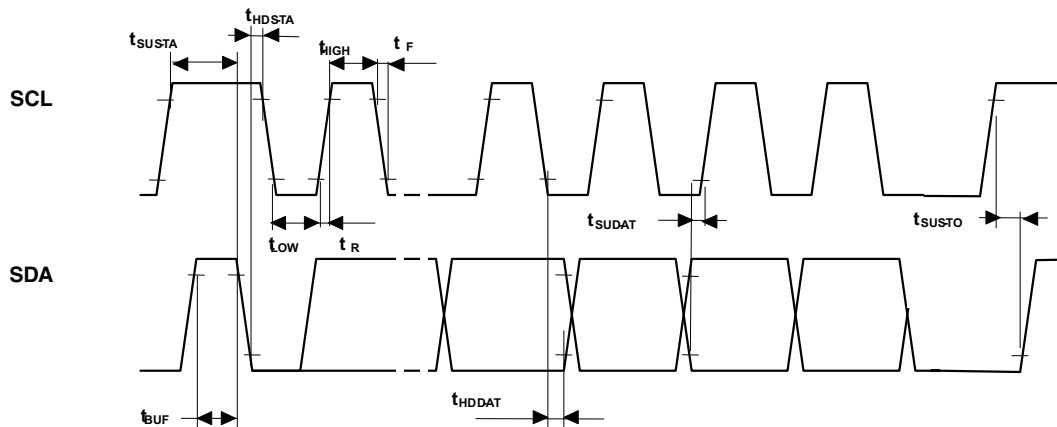 tHDSTA
tSUSTA
tHIGH
t F
SCL
tSUDAT
tSUSTO
tLOW
t R
SDA
tHDDAT
tBUF